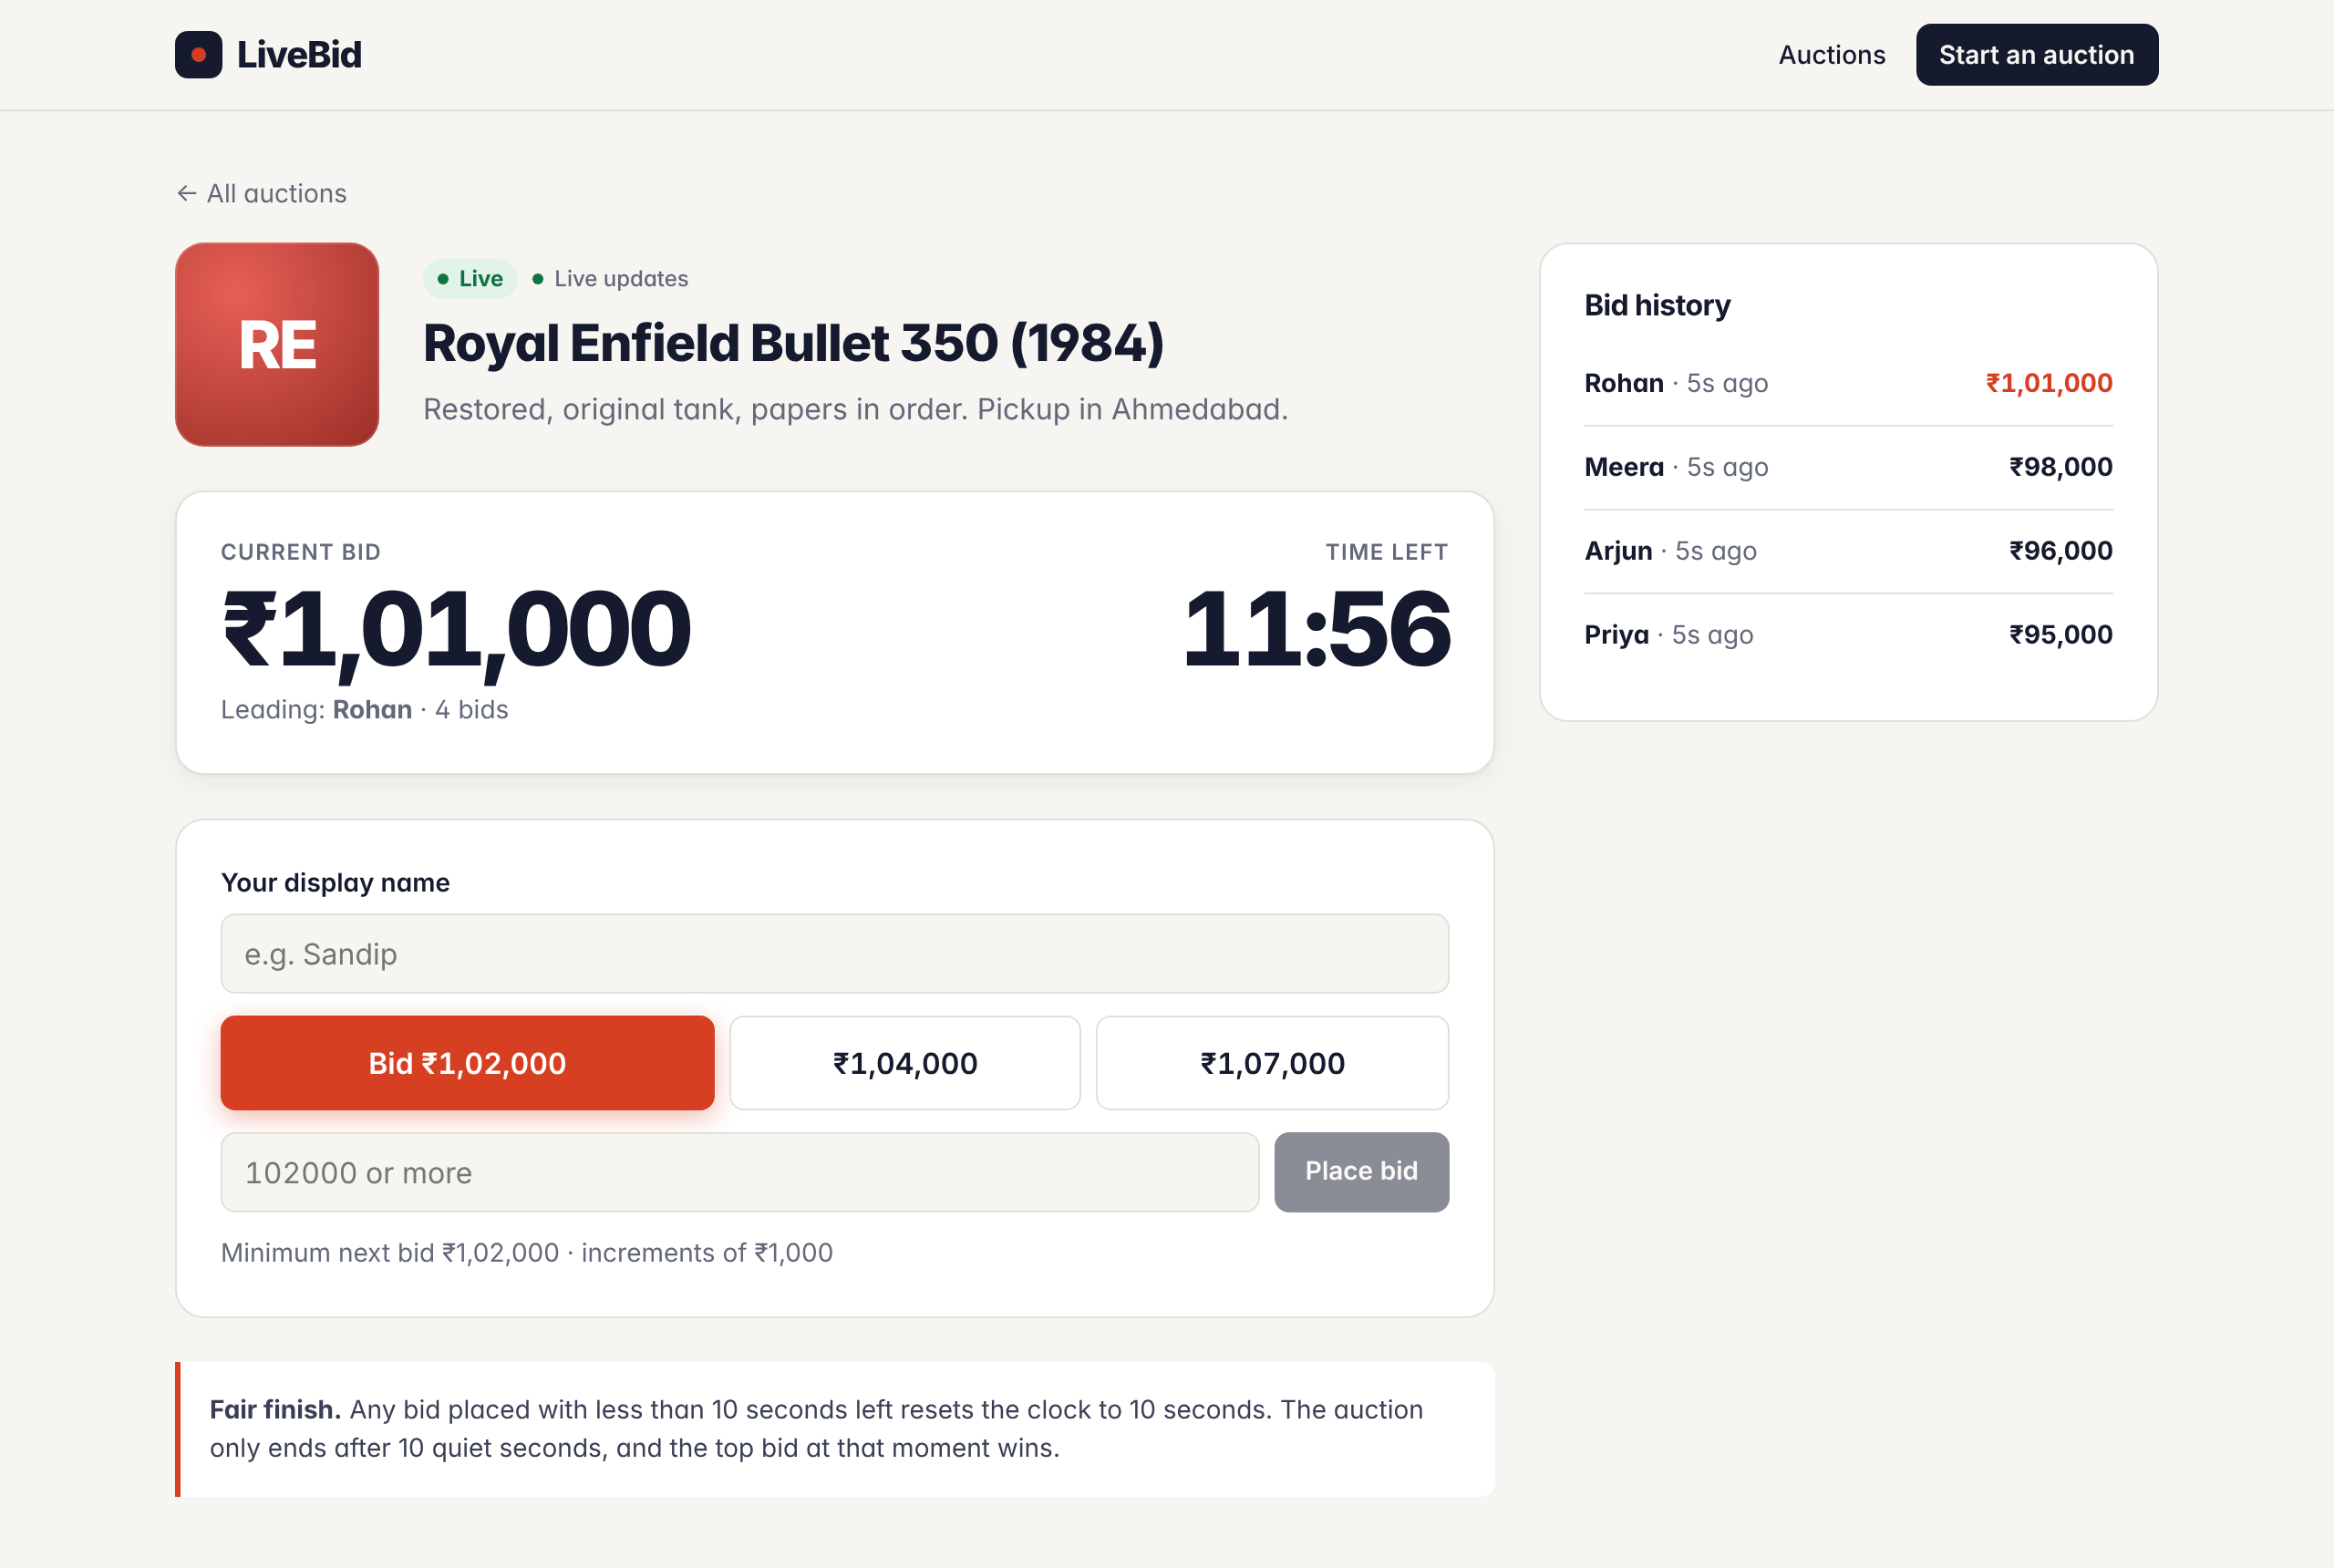 LiveBid
Auctions
Start an auction
← All auctions
RE
Live
Live updates
Royal Enfield Bullet 350 (1984)
Restored, original tank, papers in order. Pickup in Ahmedabad.
CURRENT BID
₹1,01,000
Leading: Rohan · 4 bids
TIME LEFT
11:56
Your display name
e.g. Sandip
Bid ₹1,02,000
₹1,04,000
₹1,07,000
102000 or more
Place bid
Minimum next bid ₹1,02,000 · increments of ₹1,000
Fair finish. Any bid placed with less than 10 seconds left resets the clock to 10 seconds. The auction
only ends after 10 quiet seconds, and the top bid at that moment wins.
Bid history
Rohan · 5s ago ₹1,01,000
Meera · 5s ago ₹98,000
Arjun · 5s ago ₹96,000
Priya · 5s ago ₹95,000